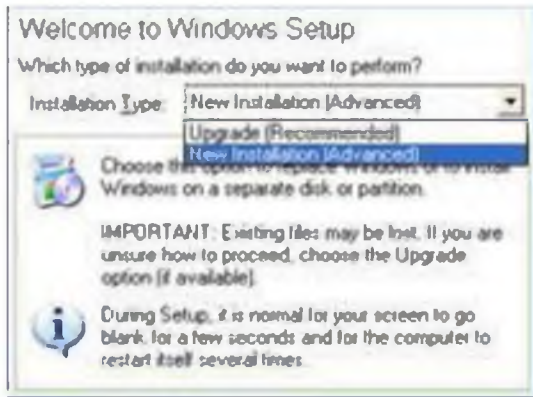 Welcome to Windows Setup
Which type of installation do you want to perform?
Installation Type: New Installation (Advanced)
Upgrade (Recommended)
New Installation (Advanced)
Choose this option to replace Windows or to install
Windows on a separate disk or partition.
IMPORTANT: Existing files may be lost. If you are
unsure how to proceed, choose the Upgrade
option (if available).
During Setup, it is normal for your screen to go
blank for a few seconds and for the computer to
restart itself several times.